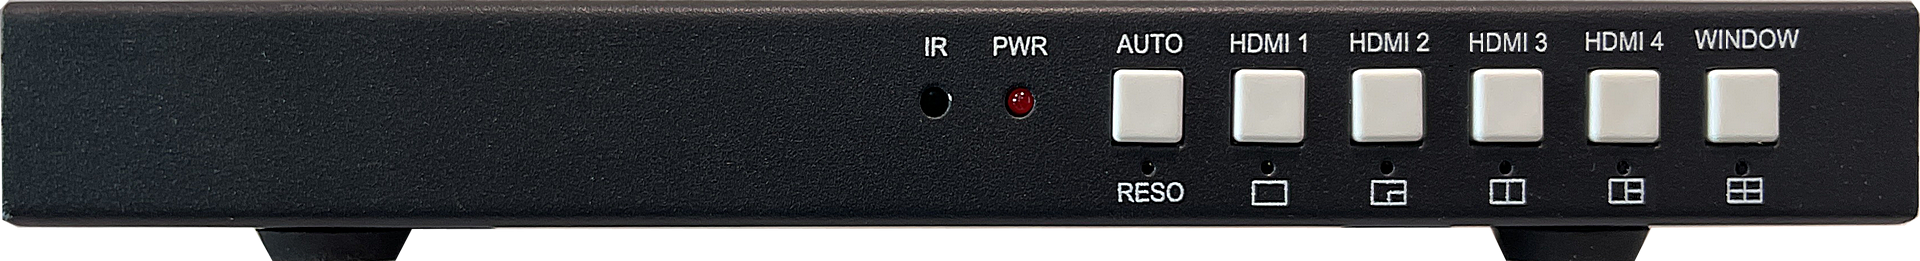 IR PWR AUTO HDMI 1 HDMI 2 HDMI 3 HDMI 4 WINDOW
RESO